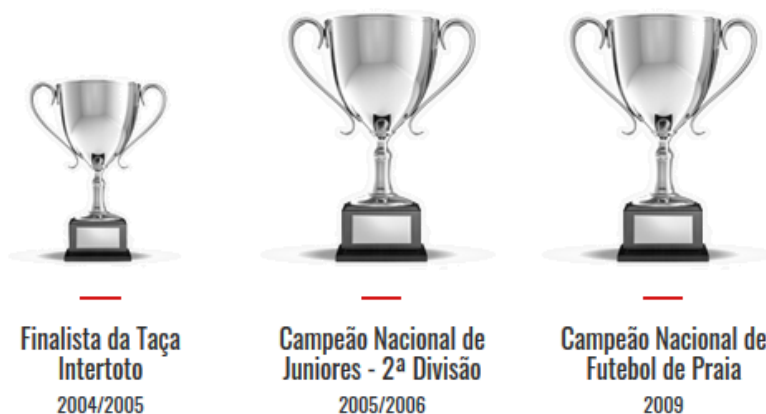 Finalista da Taça
Intertoto
2004/2005
Campeão Nacional de
Juniores - 2ª Divisão
2005/2006
Campeão Nacional de
Futebol de Praia
2009